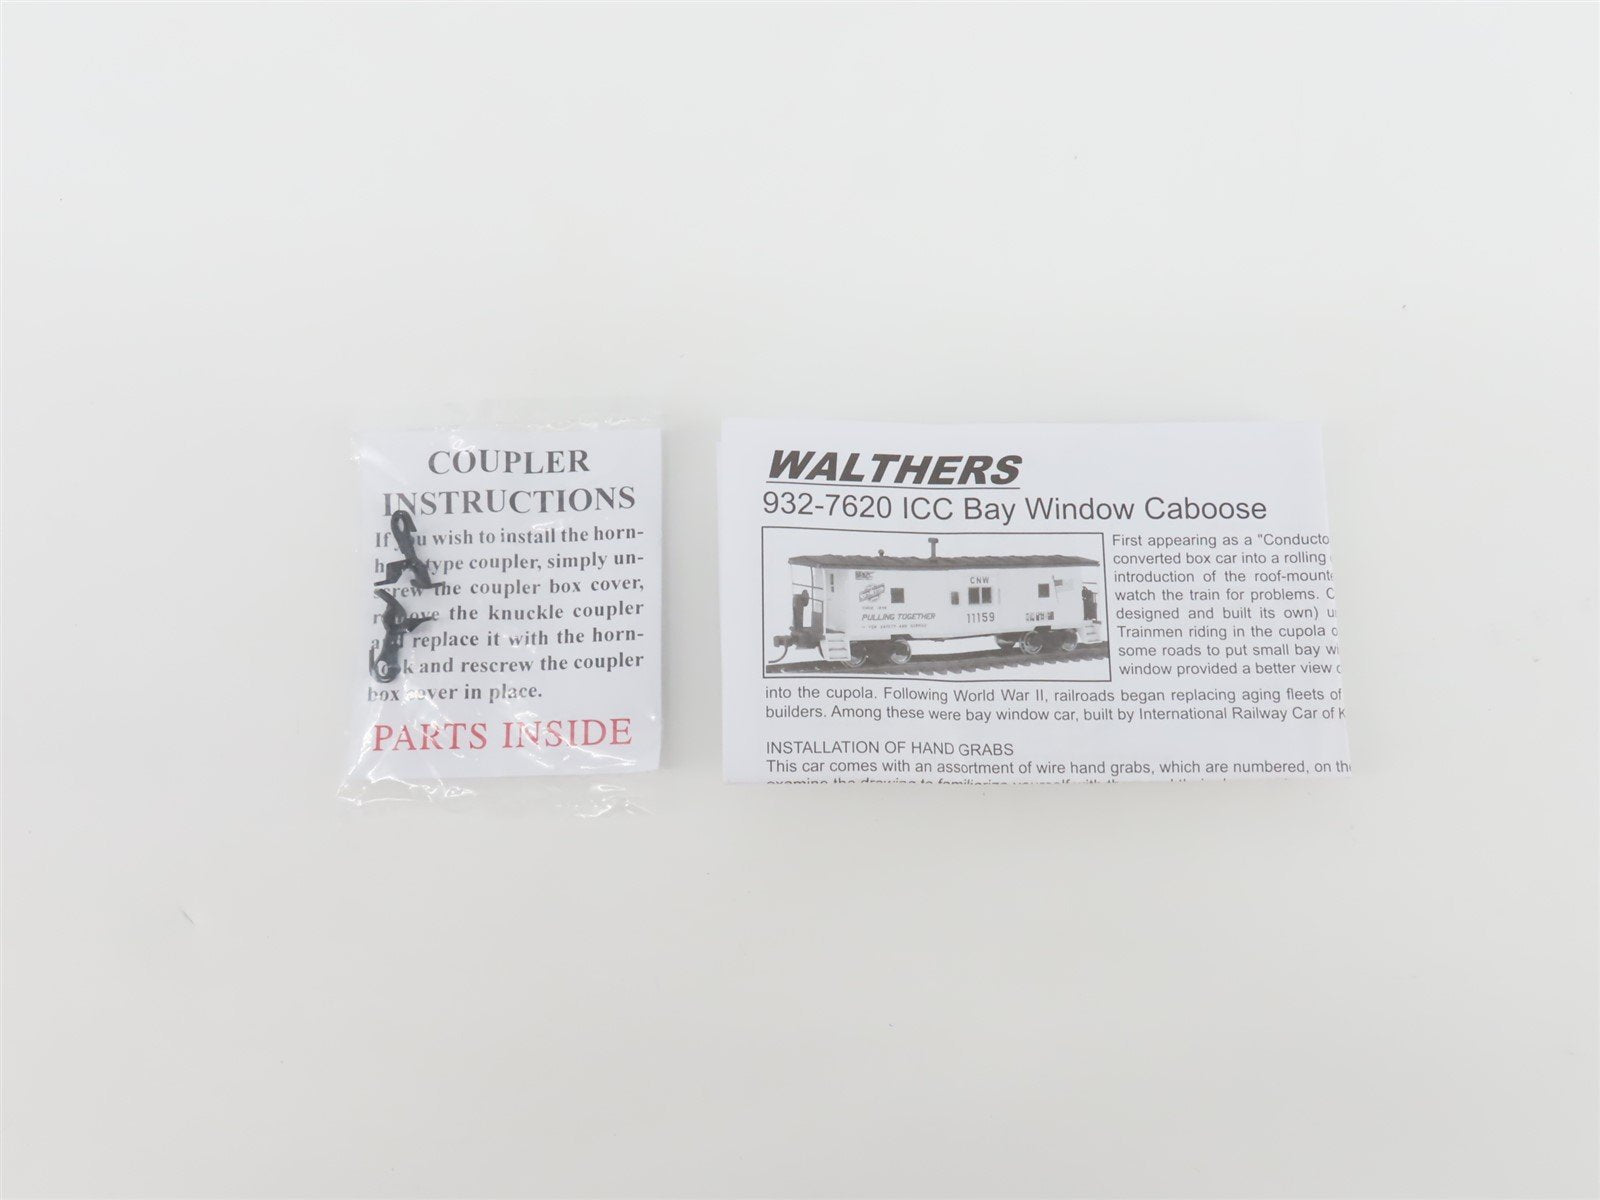 COUPLER
INSTRUCTIONS
If you wish to install the horn-
type coupler, simply un-
screw the coupler box cover,
remove the knuckle coupler
and replace it with the horn-
and rescrew the coupler
box cover in place.
PARTS INSIDE
WALTHERS
932-7620 ICC Bay Window Caboose
CNW
PULLING TOGETHER
11159
First appearing as a "Conducto
converted box car into a rolling
introduction of the roof-mounte
watch the train for problems. C
designed and built its own) u
Trainmen riding in the cupola o
some roads to put small bay wi
window provided a better view
into the cupola. Following World War II, railroads began replacing aging fleets of
builders. Among these were bay window car, built by International Railway Car of K
INSTALLATION OF HAND GRABS
This car comes with an assortment of wire hand grabs, which are numbered, on the